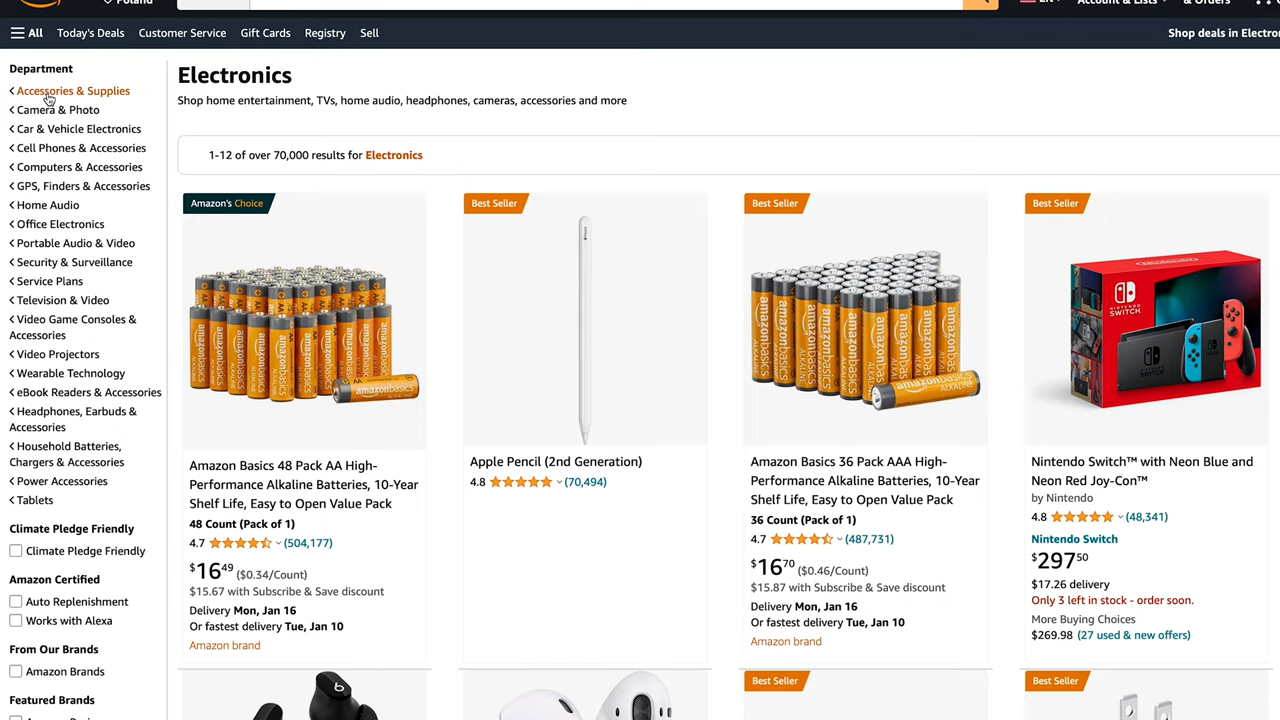 Poland
EN
Account & Lists
& Orders
All
Today's Deals
Customer Service
Gift Cards
Registry
Sell
Shop deals in Electro
Department
Accessories & Supplies
Camera & Photo
Car & Vehicle Electronics
Cell Phones & Accessories
Computers & Accessories
GPS, Finders & Accessories
Home Audio
Office Electronics
Portable Audio & Video
Security & Surveillance
Service Plans
Television & Video
Video Game Consoles &
Accessories
Video Projectors
Wearable Technology
eBook Readers & Accessories
Headphones, Earbuds &
Accessories
Household Batteries,
Chargers & Accessories
Power Accessories
Tablets
Climate Pledge Friendly
Climate Pledge Friendly
Amazon Certified
Auto Replenishment
Works with Alexa
From Our Brands
Amazon Brands
Featured Brands
Electronics
Shop home entertainment, TVs, home audio, headphones, cameras, accessories and more
1-12 of over 70,000 results for Electronics
Amazon's Choice
Amazon Basics 48 Pack AA High-
Performance Alkaline Batteries, 10-Year
Shelf Life, Easy to Open Value Pack
48 Count (Pack of 1)
4.7 (504,177)
$16 49 ($0.34/Count)
$15.67 with Subscribe & Save discount
Delivery Mon, Jan 16
Or fastest delivery Tue, Jan 10
Amazon brand
Best Seller
Apple Pencil (2nd Generation)
4.8 (70,494)
Best Seller
amazonbasics
ALKALINE
Amazon Basics 36 Pack AAA High-
Performance Alkaline Batteries, 10-Year
Shelf Life, Easy to Open Value Pack
36 Count (Pack of 1)
4.7 (487,731)
$16 70 ($0.46/Count)
$15.87 with Subscribe & Save discount
Delivery Mon, Jan 16
Or fastest delivery Tue, Jan 10
Amazon brand
Best Seller
NINTENDO
SWITCH
Nintendo Switch™ with Neon Blue and
Neon Red Joy-Con™
by Nintendo
4.8 (48,341)
Nintendo Switch
$297 50
$17.26 delivery
Only 3 left in stock - order soon.
More Buying Choices
$269.98 (27 used & new offers)
Best Seller
Best Seller